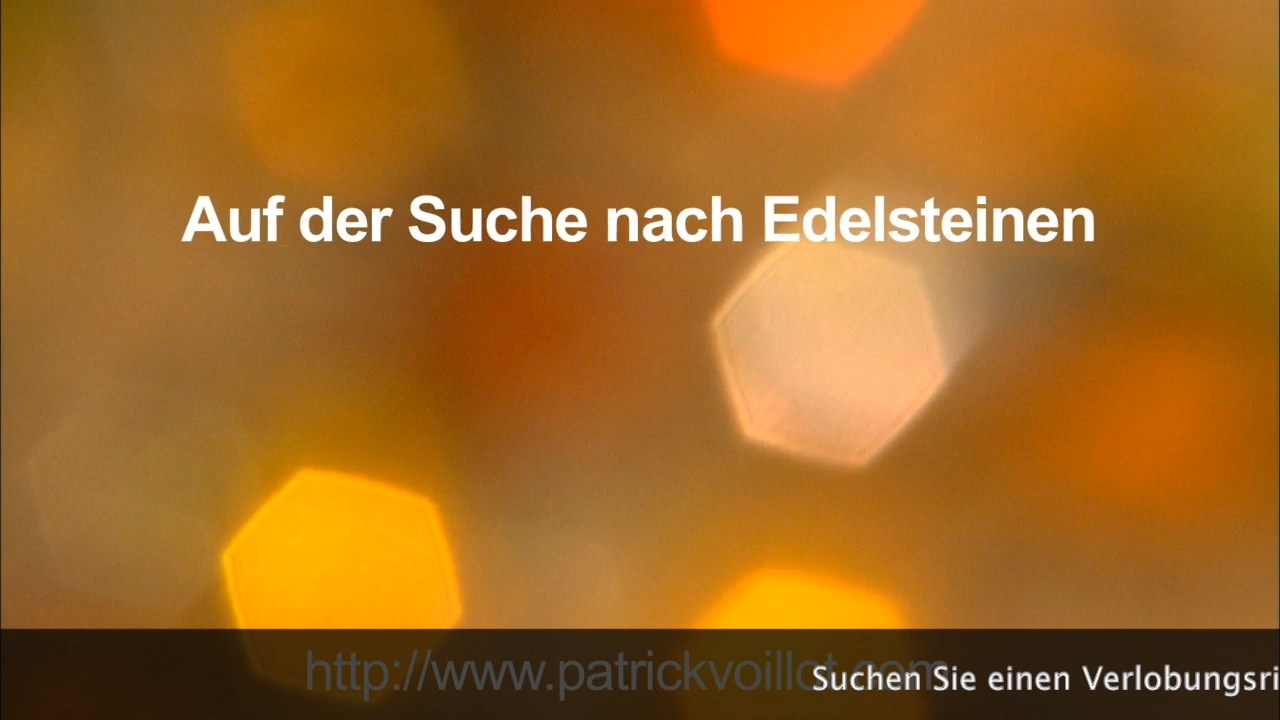 Auf der Suche nach Edelsteinen
http://www.patrickvoillot.com
Suchen Sie einen Verlobungsri